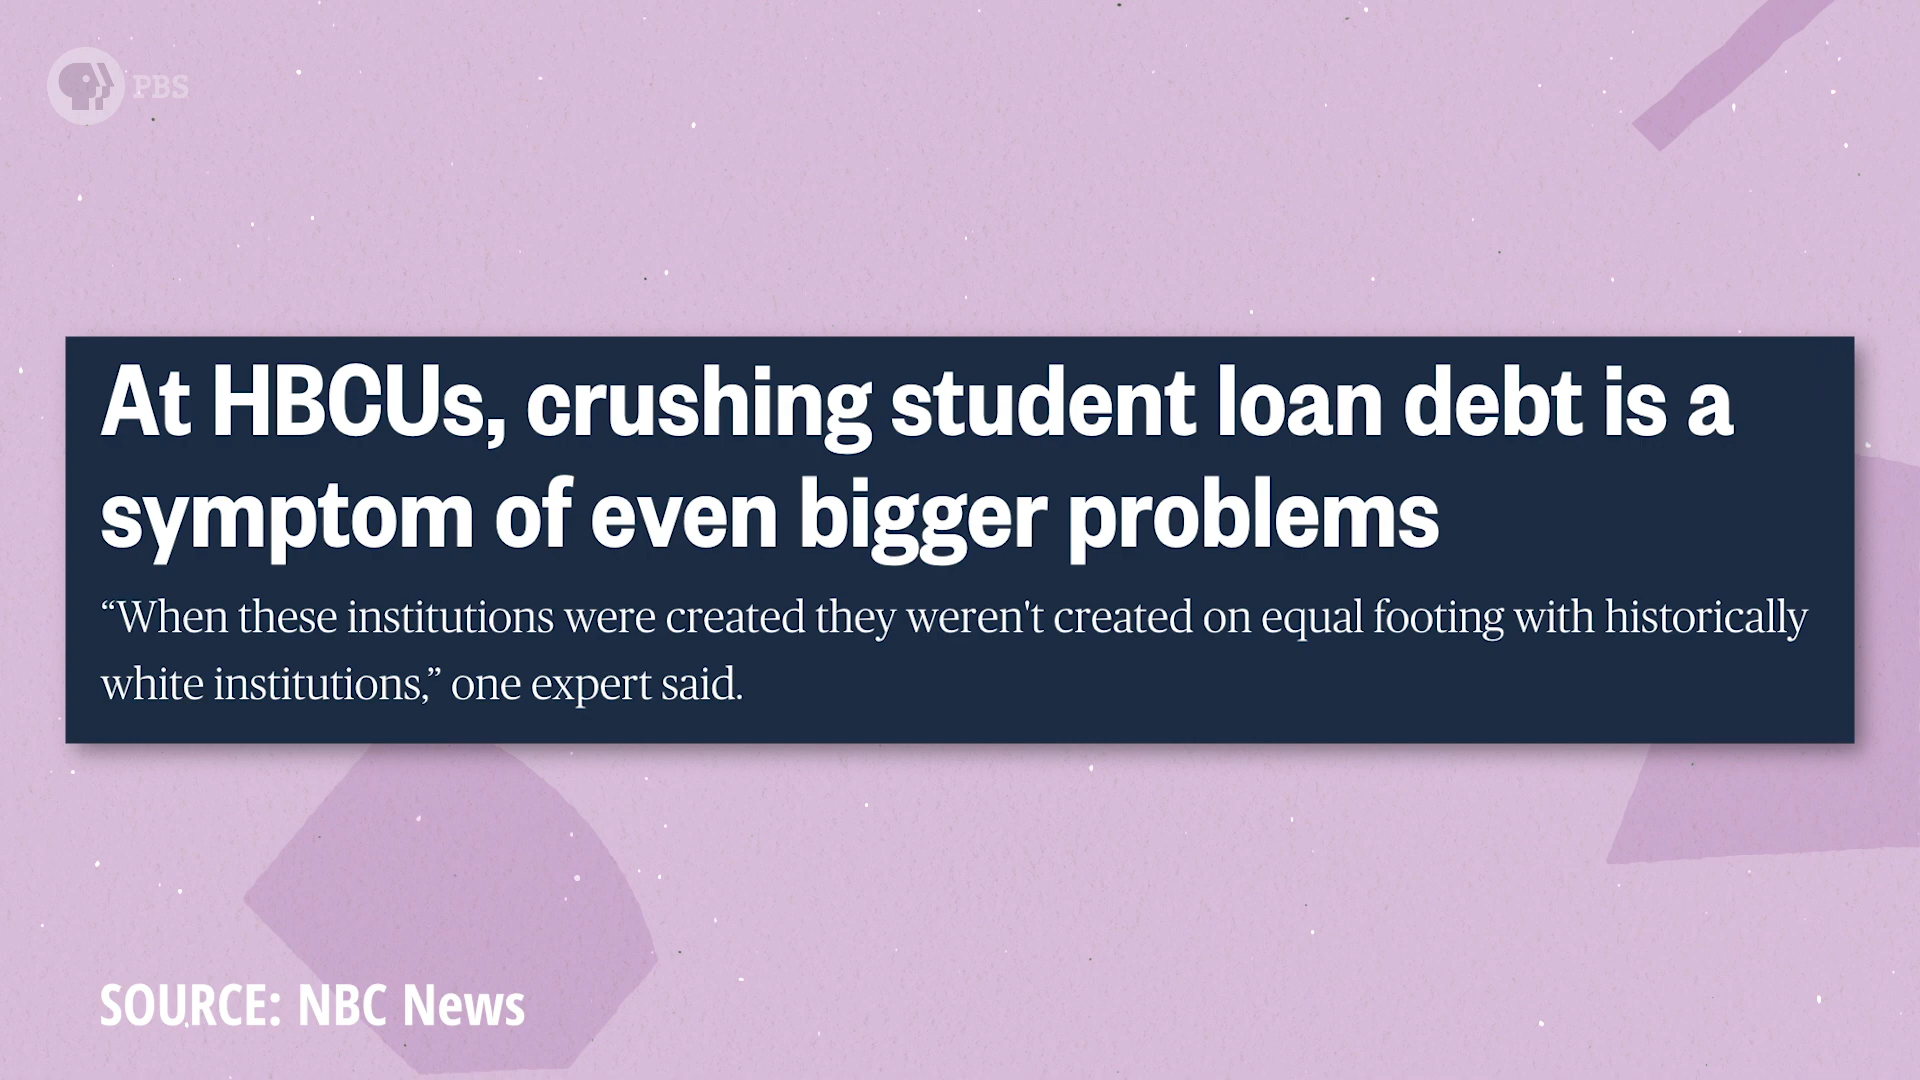 PBS
At HBCUs, crushing student loan debt is a
symptom of even bigger problems
“When these institutions were created they weren't created on equal footing with historically
white institutions,” one expert said.
SOURCE: NBC News